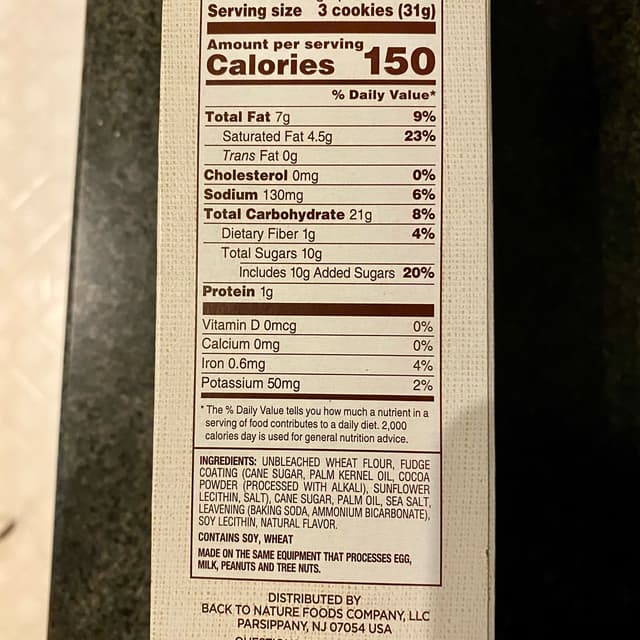 Serving size 3 cookies (31g)
Amount per serving
Calories 150
% Daily Value*
Total Fat 7g 9%
Saturated Fat 4.5g 23%
Trans Fat 0g
Cholesterol 0mg 0%
Sodium 130mg 6%
Total Carbohydrate 21g 8%
Dietary Fiber 1g 4%
Total Sugars 10g
Includes 10g Added Sugars 20%
Protein 1g
Vitamin D 0mcg 0%
Calcium 0mg 0%
Iron 0.6mg 4%
Potassium 50mg 2%
* The % Daily Value tells you how much a nutrient in a
serving of food contributes to a daily diet. 2,000
calories day is used for general nutrition advice.
INGREDIENTS: UNBLEACHED WHEAT FLOUR, FUDGE
COATING (CANE SUGAR, PALM KERNEL OIL, COCOA
POWDER (PROCESSED WITH ALKALI), SUNFLOWER
LECITHIN, SALT), CANE SUGAR, PALM OIL, SEA SALT,
LEAVENING (BAKING SODA, AMMONIUM BICARBONATE),
SOY LECITHIN, NATURAL FLAVOR.
CONTAINS SOY, WHEAT
MADE ON THE SAME EQUIPMENT THAT PROCESSES EGG,
MILK, PEANUTS AND TREE NUTS.
DISTRIBUTED BY
BACK TO NATURE FOODS COMPANY, LLC
PARSIPPANY, NJ 07054 USA